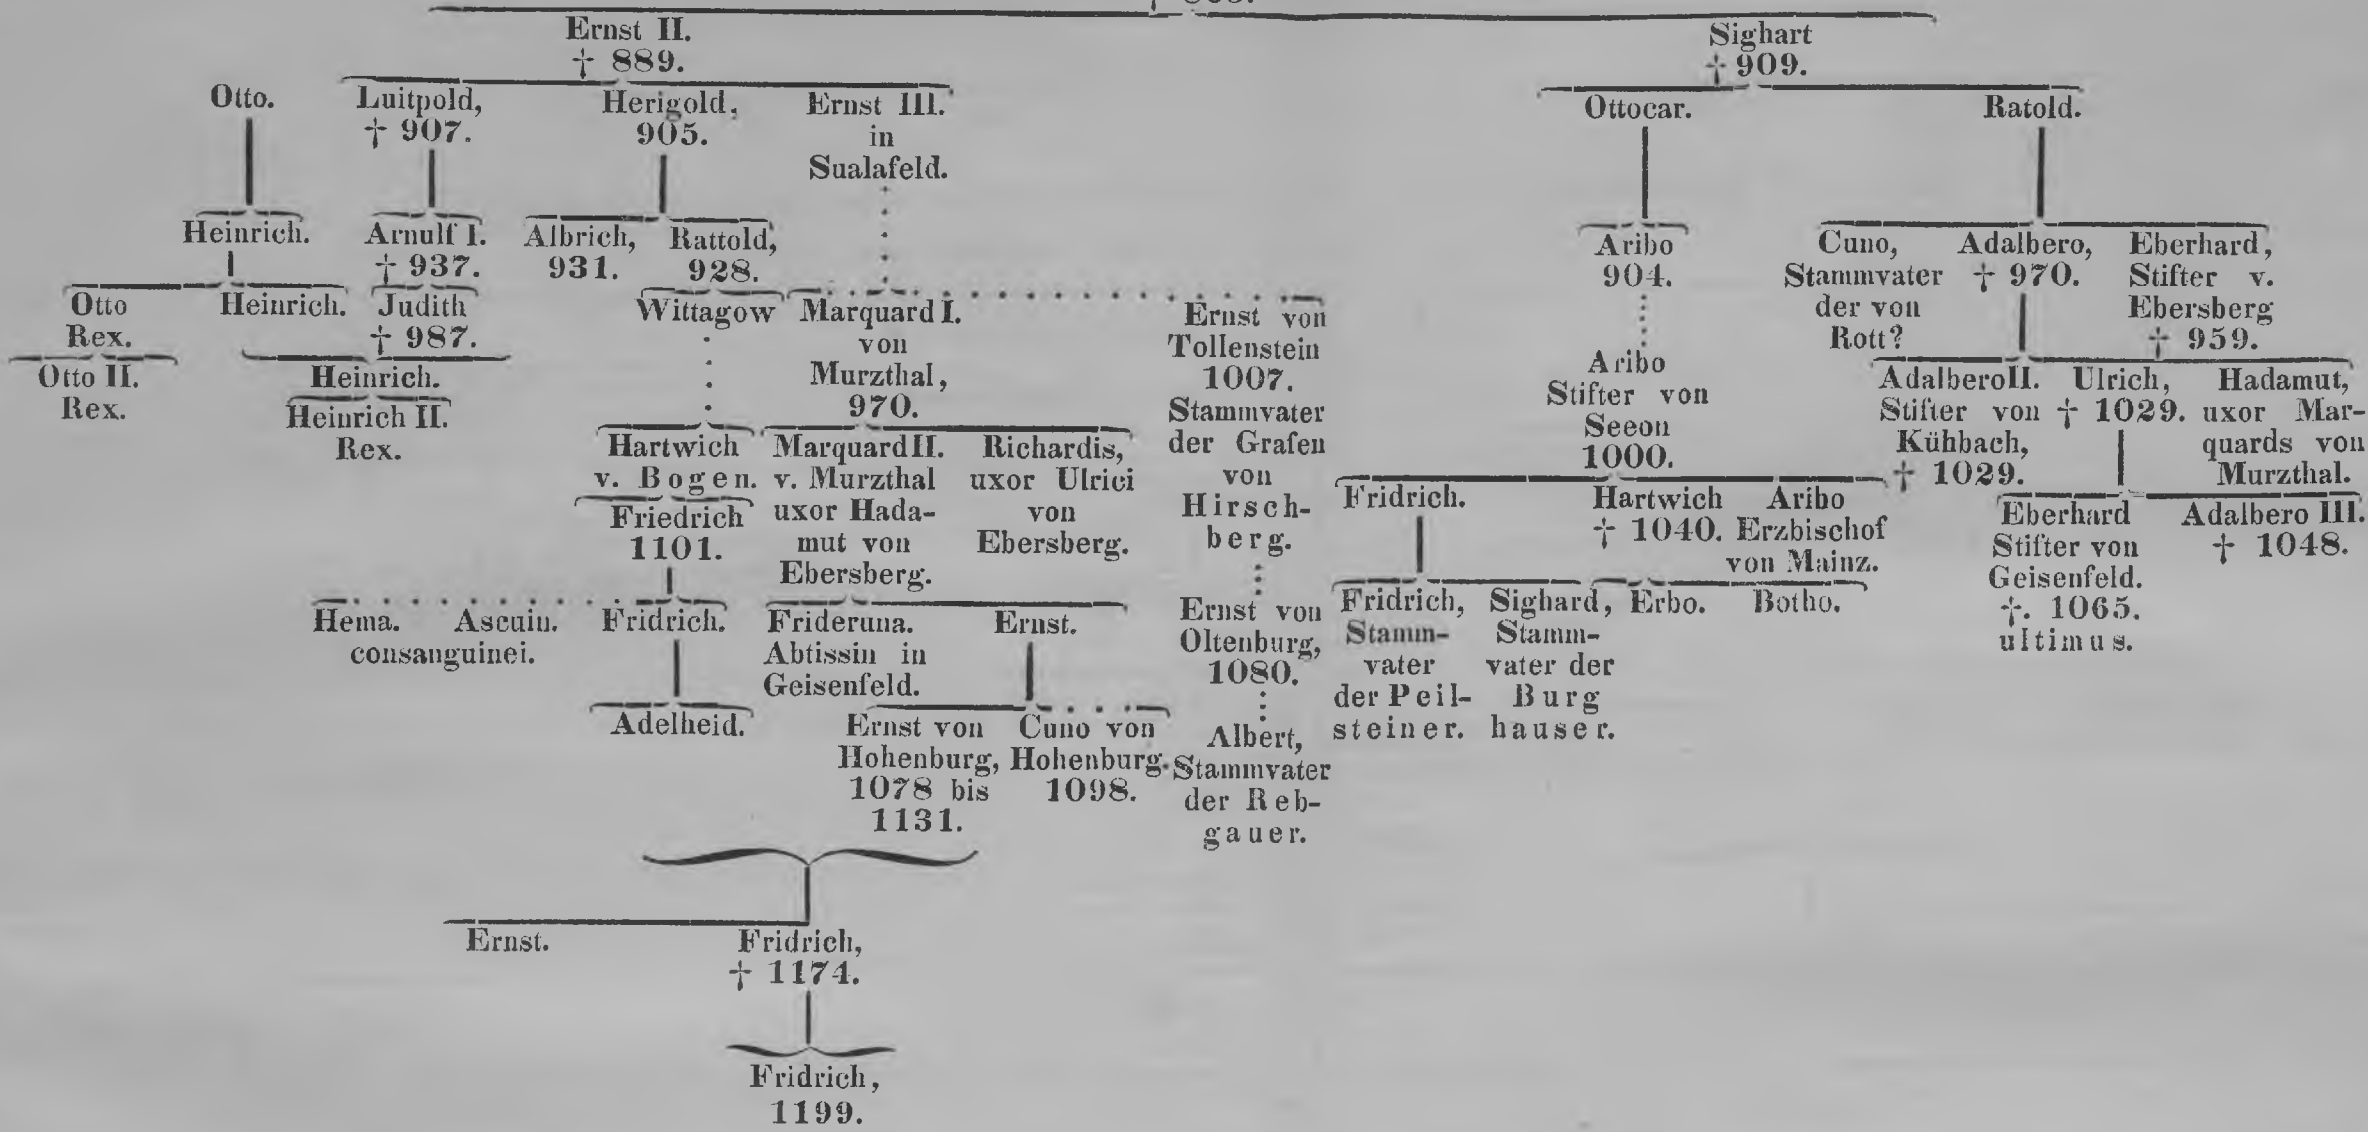 Ernst II.
† 889.
Sighart
† 909.
Otto.
Luitpold,
† 907.
Herigold,
905.
Ernst III.
in
Sualafeld.
Ottocar.
Ratold.
Heinrich.
Arnulf I.
† 937.
Albrich,
931.
Rattold,
928.
Aribo
904.
Cuno,
Stammvater
der von
Rott?
Adalbero,
† 970.
Eberhard,
Stifter v.
Ebersberg
† 959.
Otto
Rex.
Heinrich.
Judith
† 987.
Wittagow
Marquard I.
von
Murzthal,
970.
Ernst von
Tollenstein
1007.
Stammvater
der Grafen
von
Hirsch-
berg.
Otto II.
Rex.
Heinrich.
Heinrich II.
Rex.
Aribo
Stifter von
Seeon
1000.
Adalbero II.
Stifter von
Kühbach,
† 1029.
Ulrich,
† 1029.
Hadamut,
uxor Mar-
quards von
Murzthal.
Hartwich
v. Bogen.
Marquard II.
v. Murzthal
uxor Hada-
mut von
Ebersberg.
Richardis,
uxor Ulrici
von
Ebersberg.
Friedrich
1101.
Fridrich.
Hartwich
† 1040.
Aribo
Erzbischof
von Mainz.
Eberhard
Stifter von
Geisenfeld.
†. 1065.
ultimus.
Adalbero III.
† 1048.
Hema. Ascuin.
consanguinei.
Fridrich.
Frideruna.
Abtissin in
Geisenfeld.
Ernst.
Ernst von
Oltenburg,
1080.
Fridrich,
Stamm-
vater
der Peil-
steiner.
Sighard,
Stamm-
vater der
Burg
hauser.
Erbo.
Botho.
Adelheid.
Ernst von
Hohenburg,
1078 bis
1131.
Cuno von
Hohenburg.
1098.
Albert,
Stammvater
der Reb-
gauer.
Ernst.
Fridrich,
† 1174.
Fridrich,
1199.